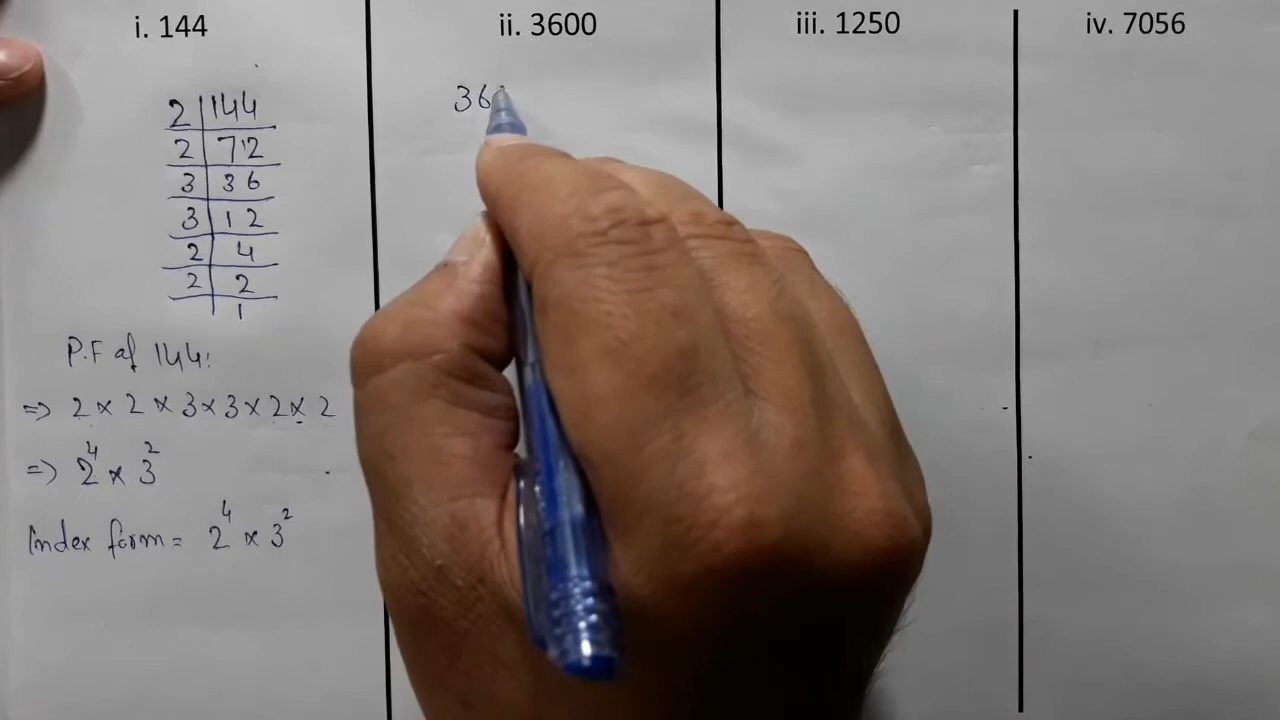 i. 144
ii. 3600
iii. 1250
iv. 7056
2 | 144
2 | 72
3 | 36
3 | 12
2 | 4
2 | 2
1
P.F of 144:
=> 2 × 2 × 3 × 3 × 2 × 2
=> 2⁴ × 3²
Index form = 2⁴ × 3²
36